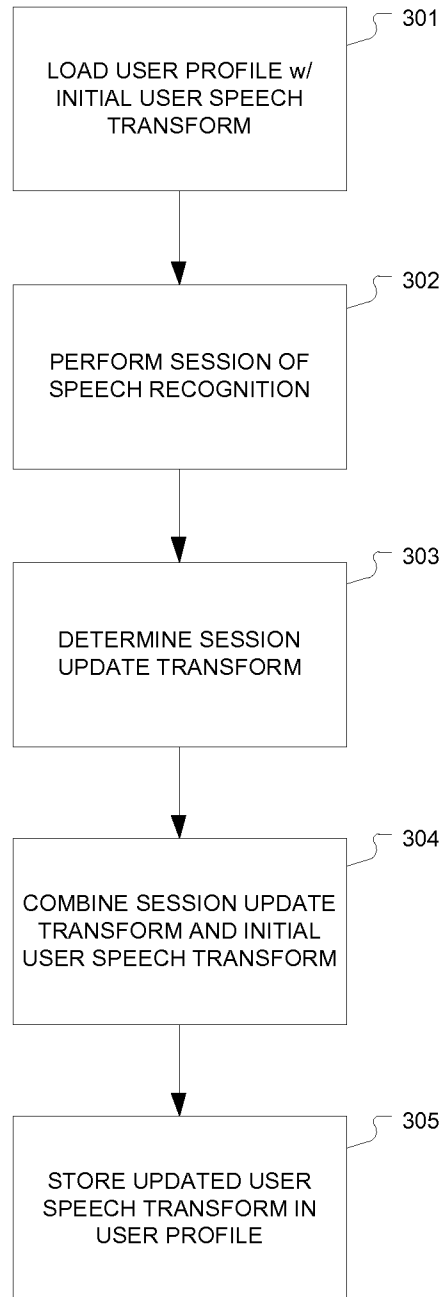 301
LOAD USER PROFILE w/
INITIAL USER SPEECH
TRANSFORM
302
PERFORM SESSION OF
SPEECH RECOGNITION
303
DETERMINE SESSION
UPDATE TRANSFORM
304
COMBINE SESSION UPDATE
TRANSFORM AND INITIAL
USER SPEECH TRANSFORM
305
STORE UPDATED USER
SPEECH TRANSFORM IN
USER PROFILE